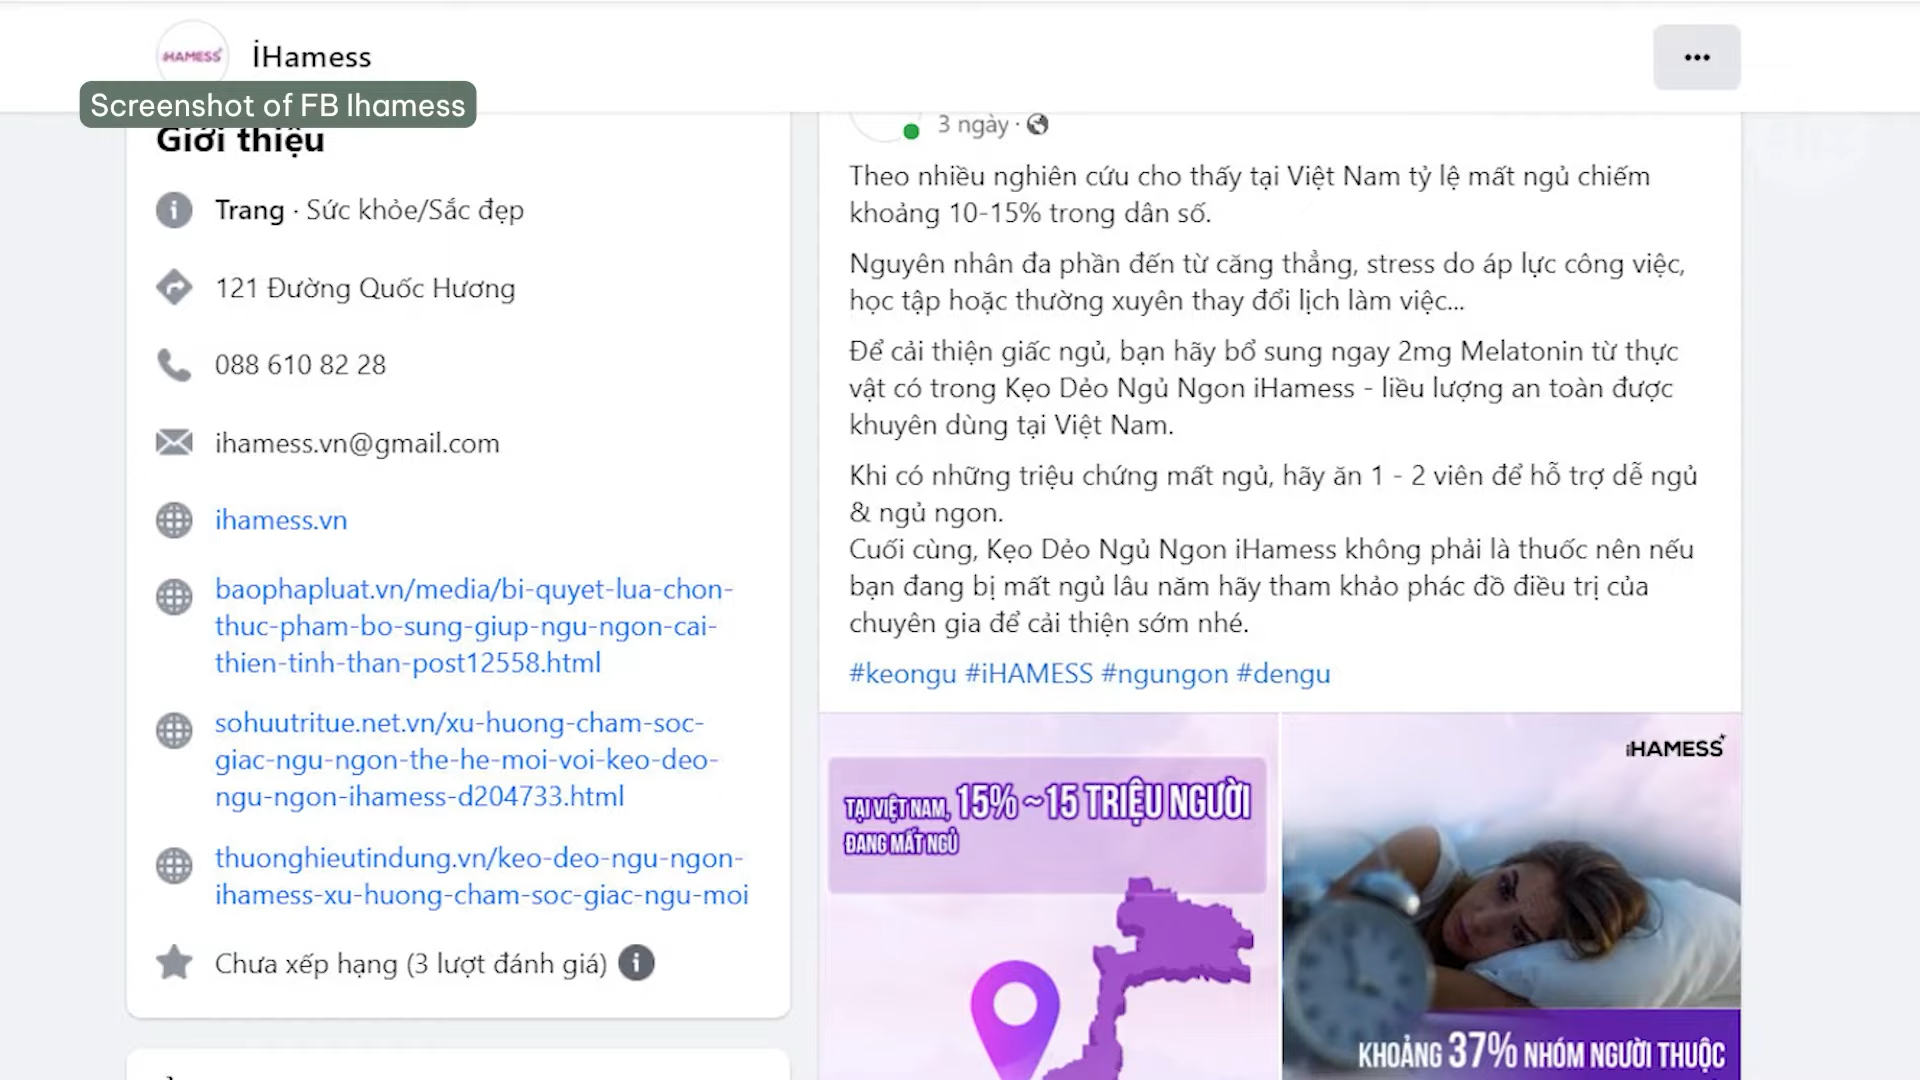 iHAMESS
İHamess
Screenshot of FB Ihamess
Giới thiệu
Trang · Sức khỏe/Sắc đẹp
121 Đường Quốc Hương
088 610 82 28
ihamess.vn@gmail.com
ihamess.vn
baophapluat.vn/media/bi-quyet-lua-chon-
thuc-pham-bo-sung-giup-ngu-ngon-cai-
thien-tinh-than-post12558.html
sohuutritue.net.vn/xu-huong-cham-soc-
giac-ngu-ngon-the-he-moi-voi-keo-deo-
ngu-ngon-ihamess-d204733.html
thuonghieutindung.vn/keo-deo-ngu-ngon-
ihamess-xu-huong-cham-soc-giac-ngu-moi
Chưa xếp hạng (3 lượt đánh giá)
3 ngày ·
Theo nhiều nghiên cứu cho thấy tại Việt Nam tỷ lệ mất ngủ chiếm
khoảng 10-15% trong dân số.
Nguyên nhân đa phần đến từ căng thẳng, stress do áp lực công việc,
học tập hoặc thường xuyên thay đổi lịch làm việc...
Để cải thiện giấc ngủ, bạn hãy bổ sung ngay 2mg Melatonin từ thực
vật có trong Kẹo Dẻo Ngủ Ngon iHamess - liều lượng an toàn được
khuyên dùng tại Việt Nam.
Khi có những triệu chứng mất ngủ, hãy ăn 1 - 2 viên để hỗ trợ dễ ngủ
& ngủ ngon.
Cuối cùng, Kẹo Dẻo Ngủ Ngon iHamess không phải là thuốc nên nếu
bạn đang bị mất ngủ lâu năm hãy tham khảo phác đồ điều trị của
chuyên gia để cải thiện sớm nhé.
#keongu #iHAMESS #ngungon #dengu
TẠI VIỆT NAM, 15% ~15 TRIỆU NGƯỜI
ĐANG MẤT NGỦ
iHAMESS
KHOẢNG 37% NHÓM NGƯỜI THUỘC